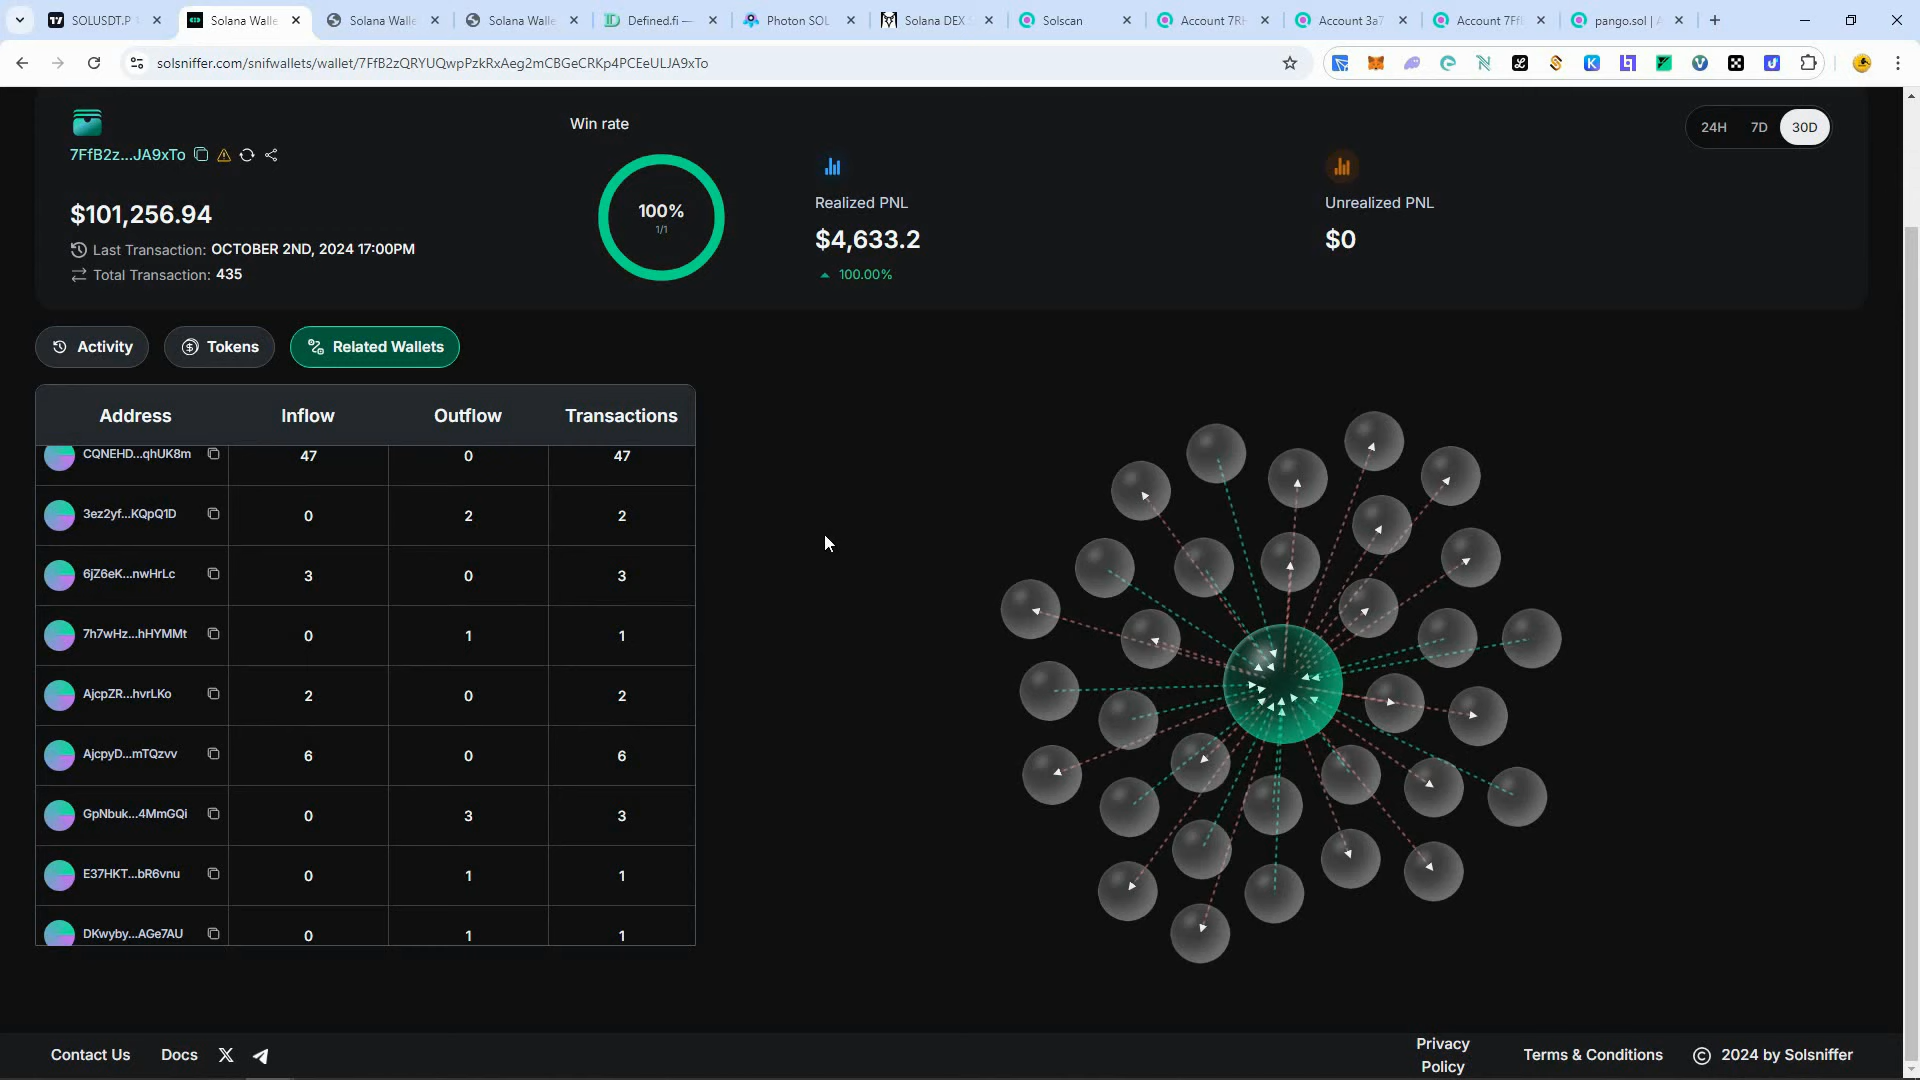 SOLUSDT.P
Solana Walle
Solana Walle
Solana Walle
Defined.fi —
Photon SOL
Solana DEX
Solscan
Account 7R
Account 3a7
Account 7Ff
pango.sol |
solsniffer.com/snifwallets/wallet/7FfB2zQRYUQwpPzkRxAeg2mCBGeCRKp4PCEeULJA9xTo
7FfB2z...JA9xTo
$101,256.94
Last Transaction: OCTOBER 2ND, 2024 17:00PM
Total Transaction: 435
Win rate
100%
1/1
Realized PNL
$4,633.2
100.00%
Unrealized PNL
$0
24H 7D 30D
Activity Tokens Related Wallets
Address Inflow Outflow Transactions
CQNEHD...qhUK8m 47 0 47
3ez2yf...KQpQ1D 0 2 2
6jZ6eK...nwHrLc 3 0 3
7h7wHz...hHYMMt 0 1 1
AjcpZR...hvrLKo 2 0 2
AjcpyD...mTQzvv 6 0 6
GpNbuk...4MmGQi 0 3 3
E37HKT...bR6vnu 0 1 1
DKwyby...AGe7AU 0 1 1
Contact Us Docs
Privacy
Policy
Terms & Conditions
© 2024 by Solsniffer